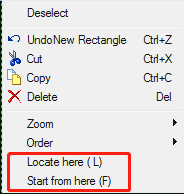 Deselect
UndoNew Rectangle Ctrl+Z
Cut Ctrl+X
Copy Ctrl+C
Delete Del
Zoom
Order
Locate here ( L)
Start from here (F)